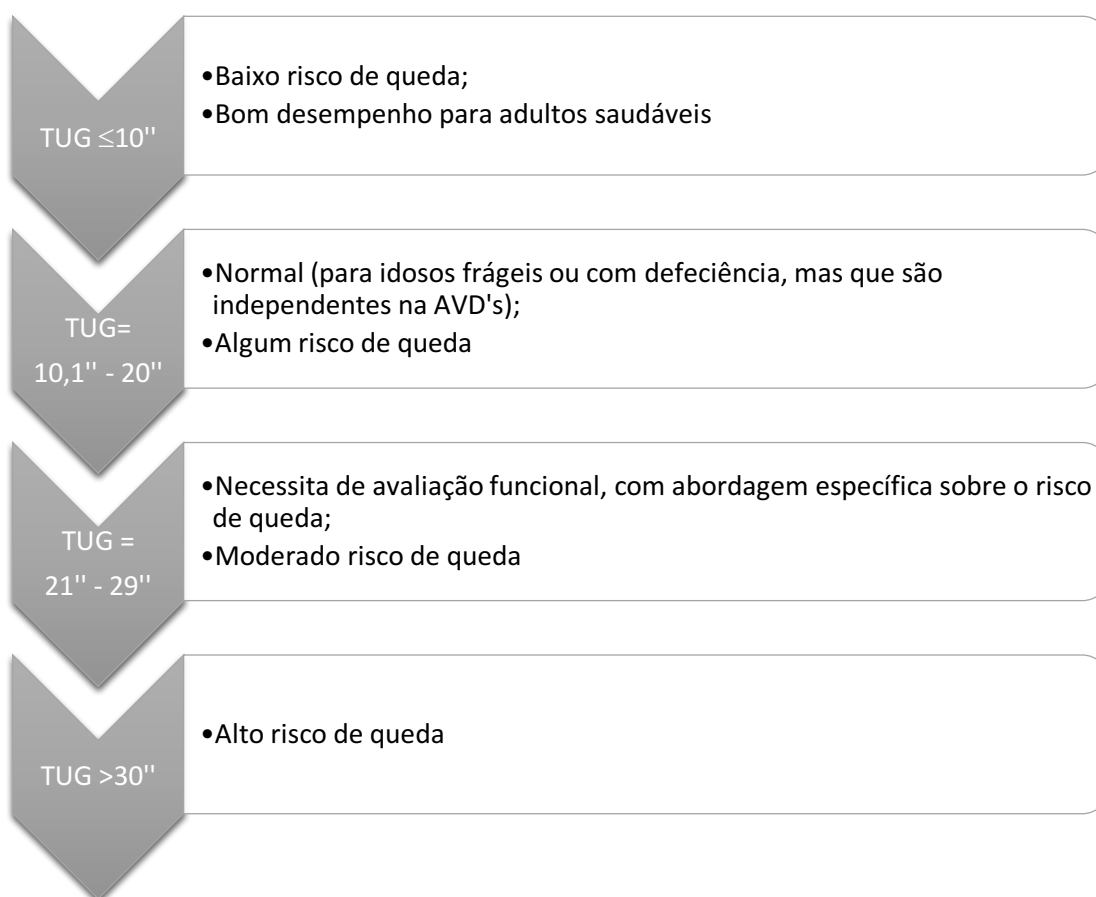 TUG ≤10''
•Baixo risco de queda;
•Bom desempenho para adultos saudáveis
TUG=
10,1'' - 20''
•Normal (para idosos frágeis ou com defeciência, mas que são
independentes na AVD's);
•Algum risco de queda
TUG =
21'' - 29''
•Necessita de avaliação funcional, com abordagem específica sobre o risco
de queda;
•Moderado risco de queda
TUG >30''
•Alto risco de queda